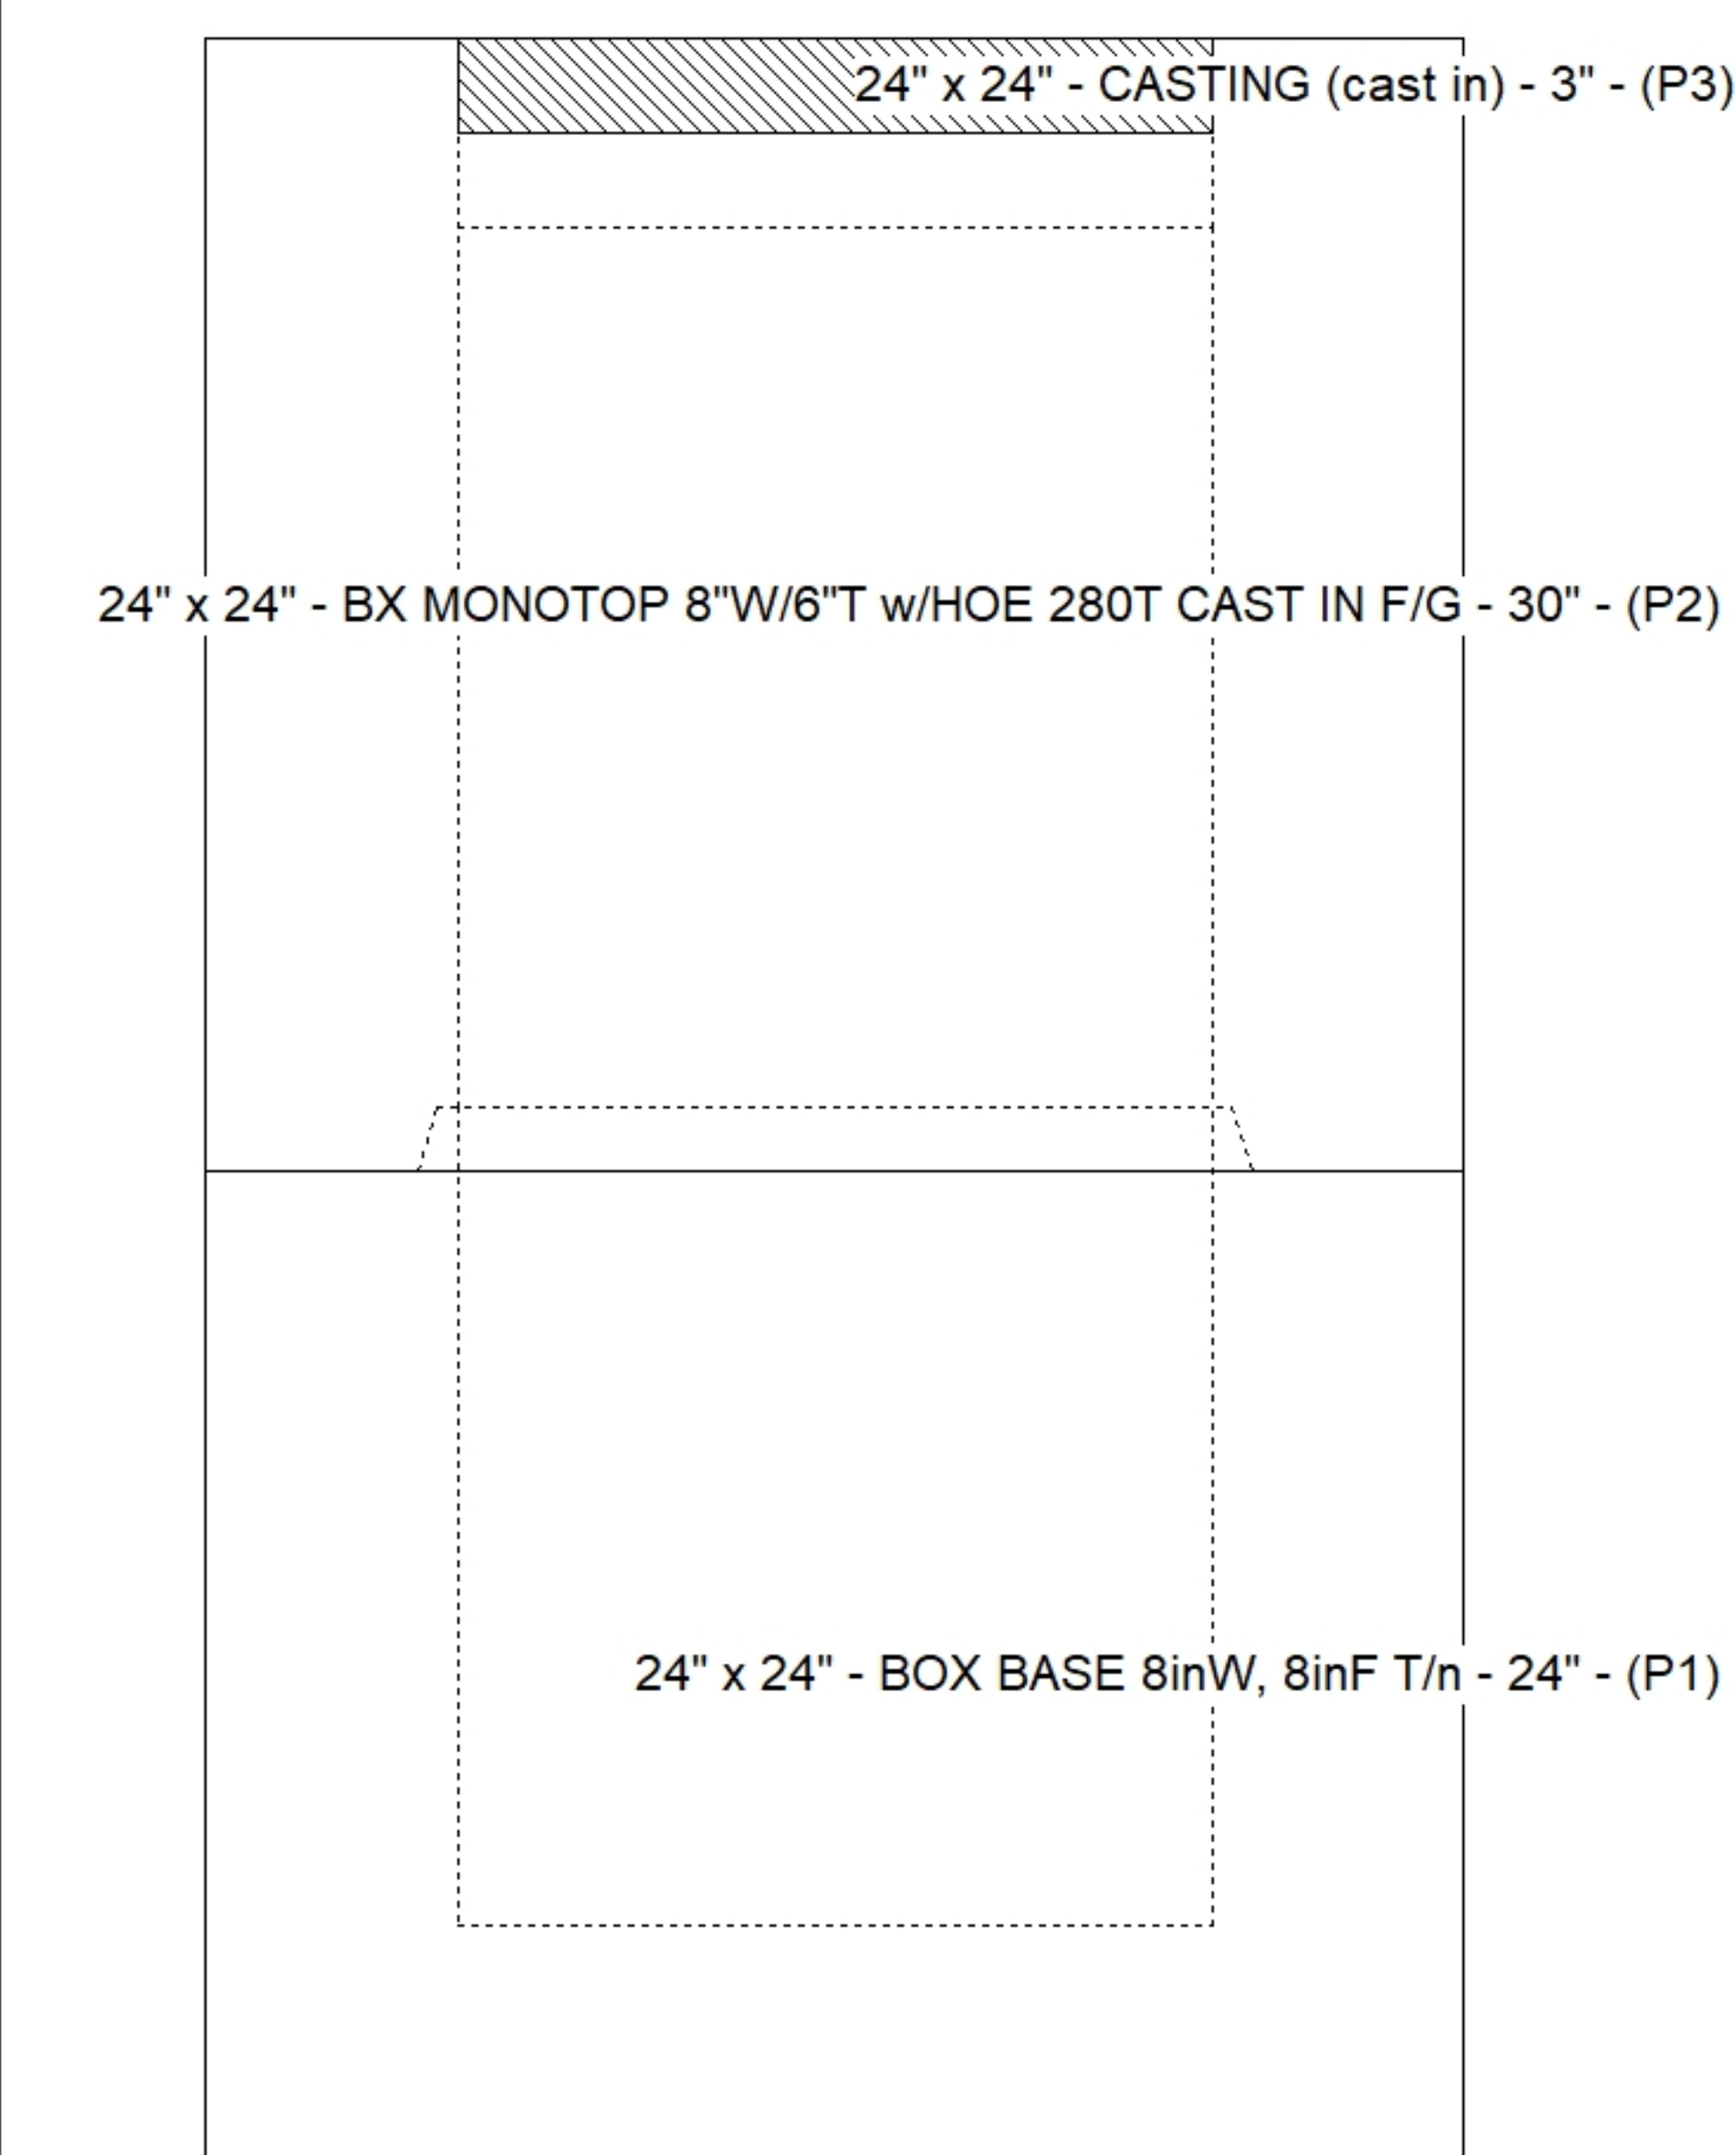 24" x 24" - CASTING (cast in) - 3" - (P3)
24" x 24" - BX MONOTOP 8"W/6"T w/HOE 280T CAST IN F/G - 30" - (P2)
24" x 24" - BOX BASE 8inW, 8inF T/n - 24" - (P1)